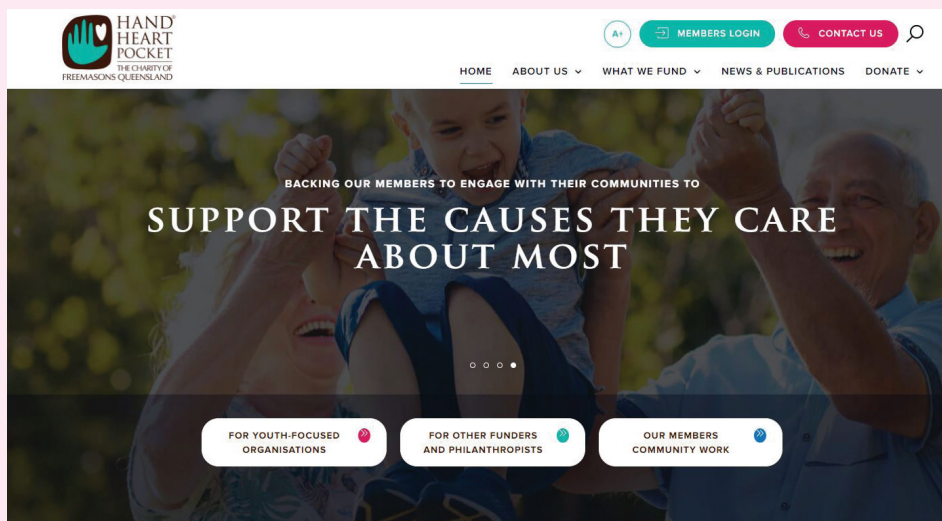 HAND®
HEART
POCKET
THE CHARITY OF
FREEMASONS QUEENSLAND
A+
MEMBERS LOGIN
CONTACT US
HOME
ABOUT US
WHAT WE FUND
NEWS & PUBLICATIONS
DONATE
BACKING OUR MEMBERS TO ENGAGE WITH THEIR COMMUNITIES TO
SUPPORT THE CAUSES THEY CARE
ABOUT MOST
FOR YOUTH-FOCUSED
ORGANISATIONS
FOR OTHER FUNDERS
AND PHILANTHROPISTS
OUR MEMBERS
COMMUNITY WORK